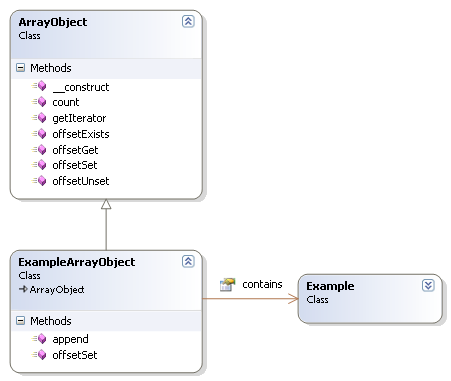 ArrayObject
Class
Methods
__construct
count
getIterator
offsetExists
offsetGet
offsetSet
offsetUnset
ExampleArrayObject
Class
ArrayObject
Methods
append
offsetSet
contains
Example
Class